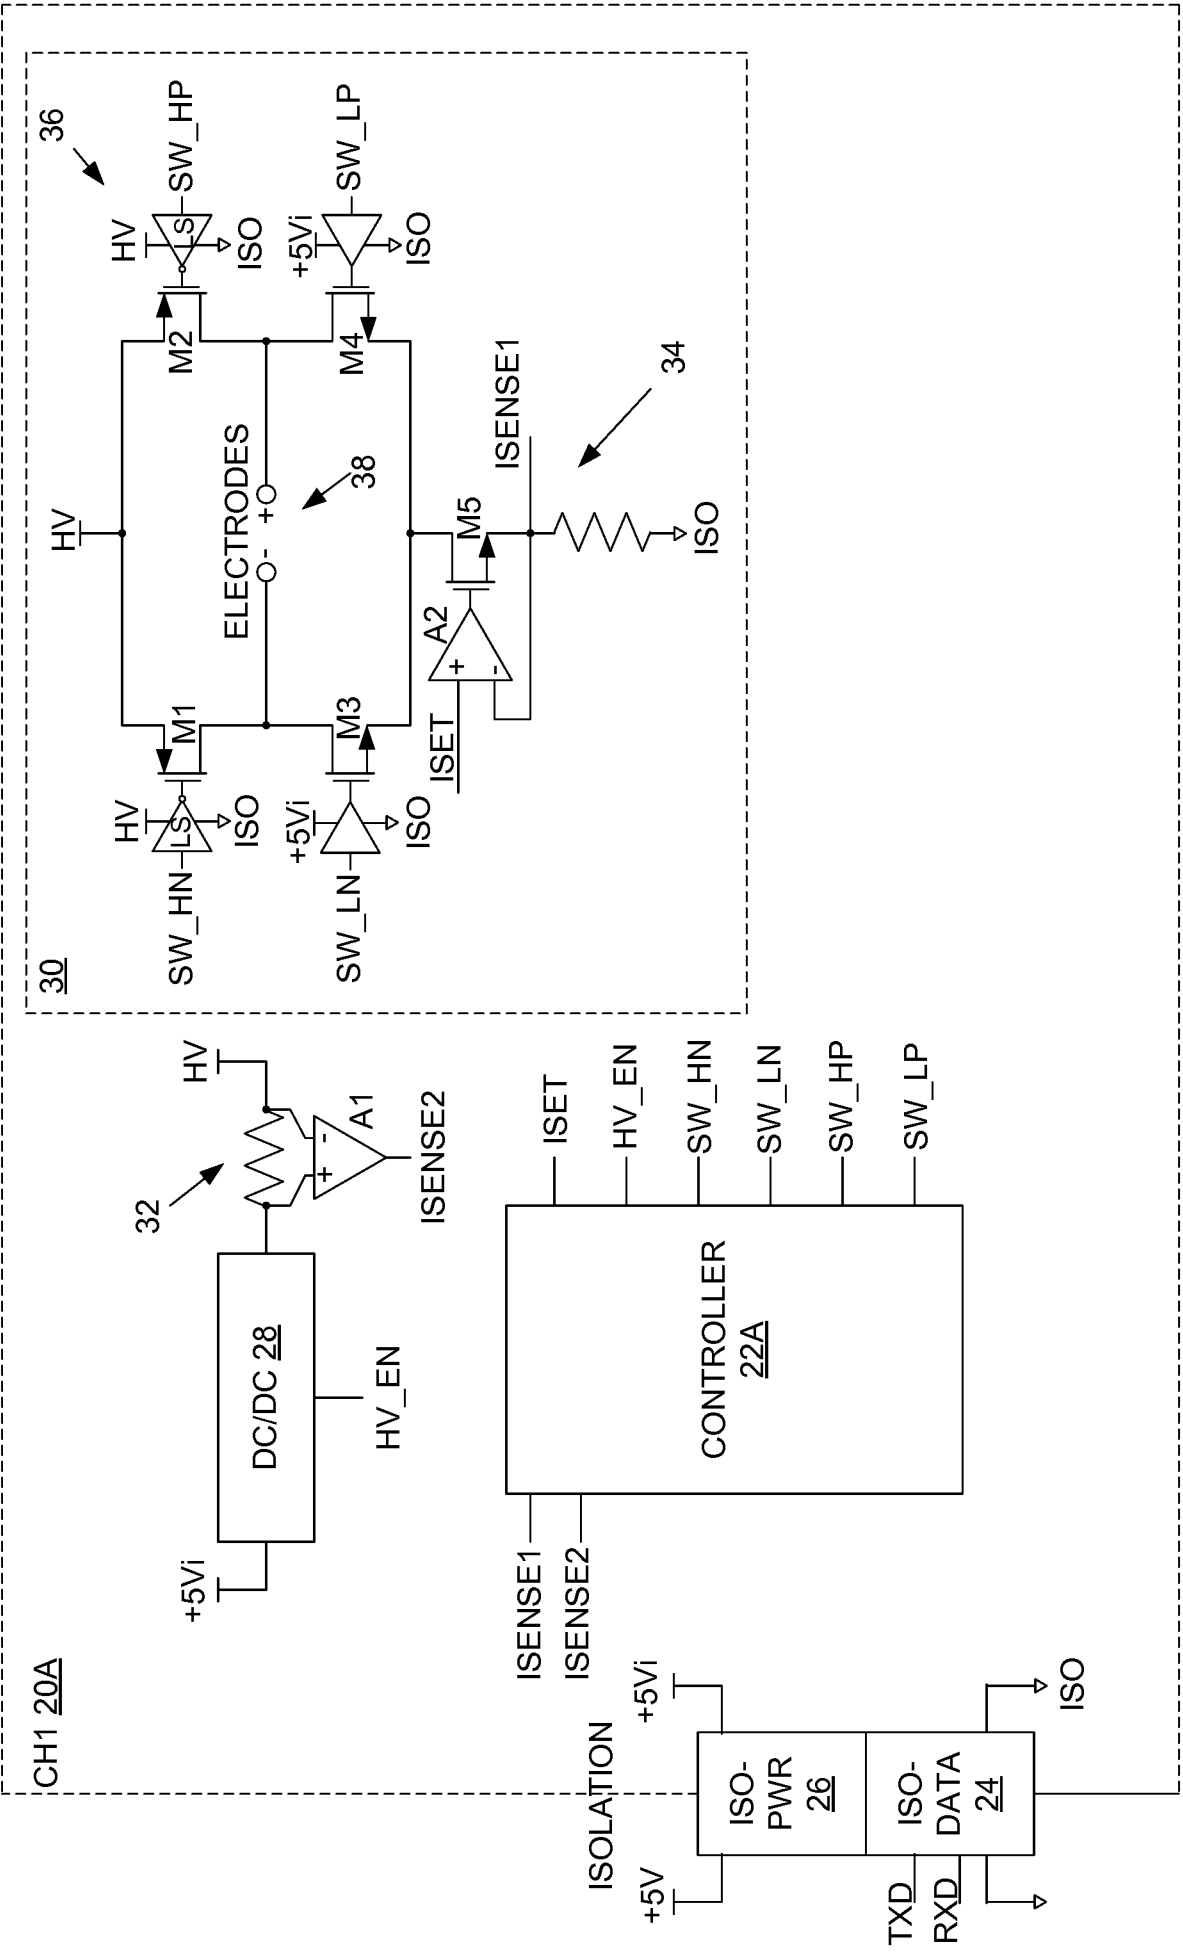 CH1 20A
ISOLATION
+5V
+5Vi
ISO-
PWR
26
ISO-
DATA
24
TXD
RXD
ISO
+5Vi
DC/DC 28
HV_EN
32
HV
A1
+
-
ISENSE2
ISENSE1
ISENSE2
CONTROLLER
22A
ISET
HV_EN
SW_HN
SW_LN
SW_HP
SW_LP
30
HV
36
SW_HN
HV
LS
ISO
M1
M2
HV
LS
ISO
SW_HP
ELECTRODES
-
+
38
SW_LN
+5Vi
ISO
M3
M4
+5Vi
ISO
SW_LP
ISET
A2
+
-
M5
ISENSE1
34
ISO